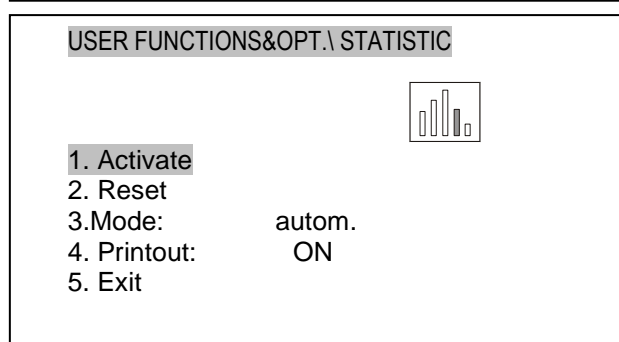 USER FUNCTIONS&OPT.\ STATISTIC
1. Activate
2. Reset
3.Mode: autom.
4. Printout: ON
5. Exit